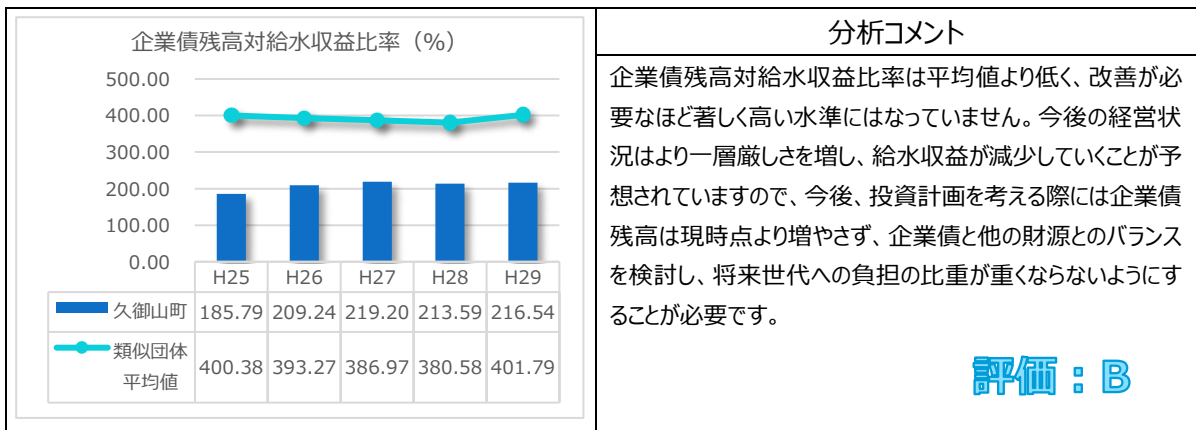 企業債残高対給水収益比率（%）
500.00
400.00
300.00
200.00
100.00
0.00
H25 H26 H27 H28 H29
久御山町 185.79 209.24 219.20 213.59 216.54
類似団体
平均値 400.38 393.27 386.97 380.58 401.79
分析コメント
企業債残高対給水収益比率は平均値より低く、改善が必
要なほど著しく高い水準にはなっていません。今後の経営状
況はより一層厳しさを増し、給水収益が減少していくことが予
想されていますので、今後、投資計画を考える際には企業債
残高は現時点より増やさず、企業債と他の財源とのバランス
を検討し、将来世代への負担の比重が重くならないようにす
ることが必要です。
評価：B